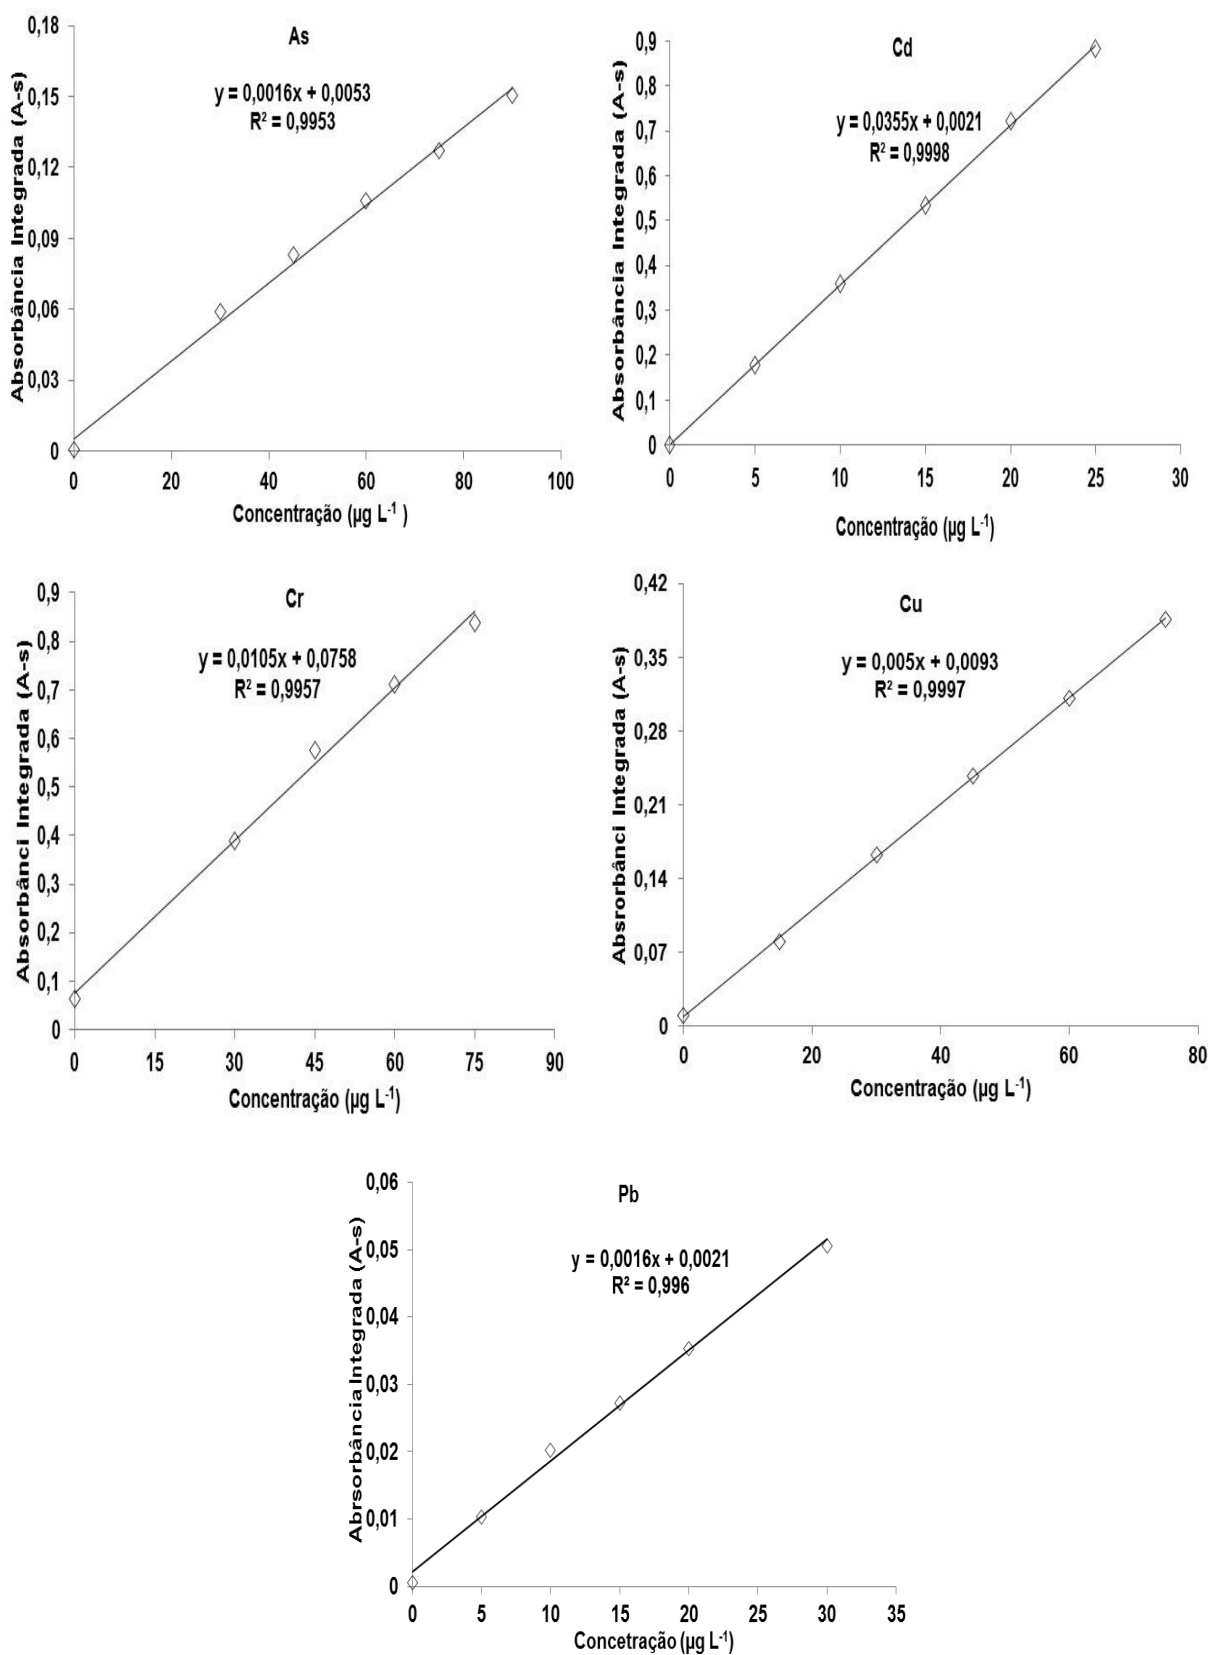 As
y = 0,0016x + 0,0053
R² = 0,9953
Absorbância Integrada (A-s)
0,18
0,15
0,12
0,09
0,06
0,03
0
0 20 40 60 80 100
Concentração (µg L-1 )
Cd
y = 0,0355x + 0,0021
R² = 0,9998
Absorbância Integrada (A-s)
0,9
0,8
0,7
0,6
0,5
0,4
0,3
0,2
0,1
0
0 5 10 15 20 25 30
Concentração (µg L-1)
Cr
y = 0,0105x + 0,0758
R² = 0,9957
Absorbânci Integrada (A-s)
0,9
0,8
0,7
0,6
0,5
0,4
0,3
0,2
0,1
0
0 15 30 45 60 75 90
Concentração (µg L-1)
Cu
y = 0,005x + 0,0093
R² = 0,9997
Absrorbânci Integrada (A-s)
0,42
0,35
0,28
0,21
0,14
0,07
0
0 20 40 60 80
Concentração (µg L-1)
Pb
y = 0,0016x + 0,0021
R² = 0,996
Abrsorbância Integrada (A-s)
0,06
0,05
0,04
0,03
0,02
0,01
0
0 5 10 15 20 25 30 35
Concetração (µg L-1)